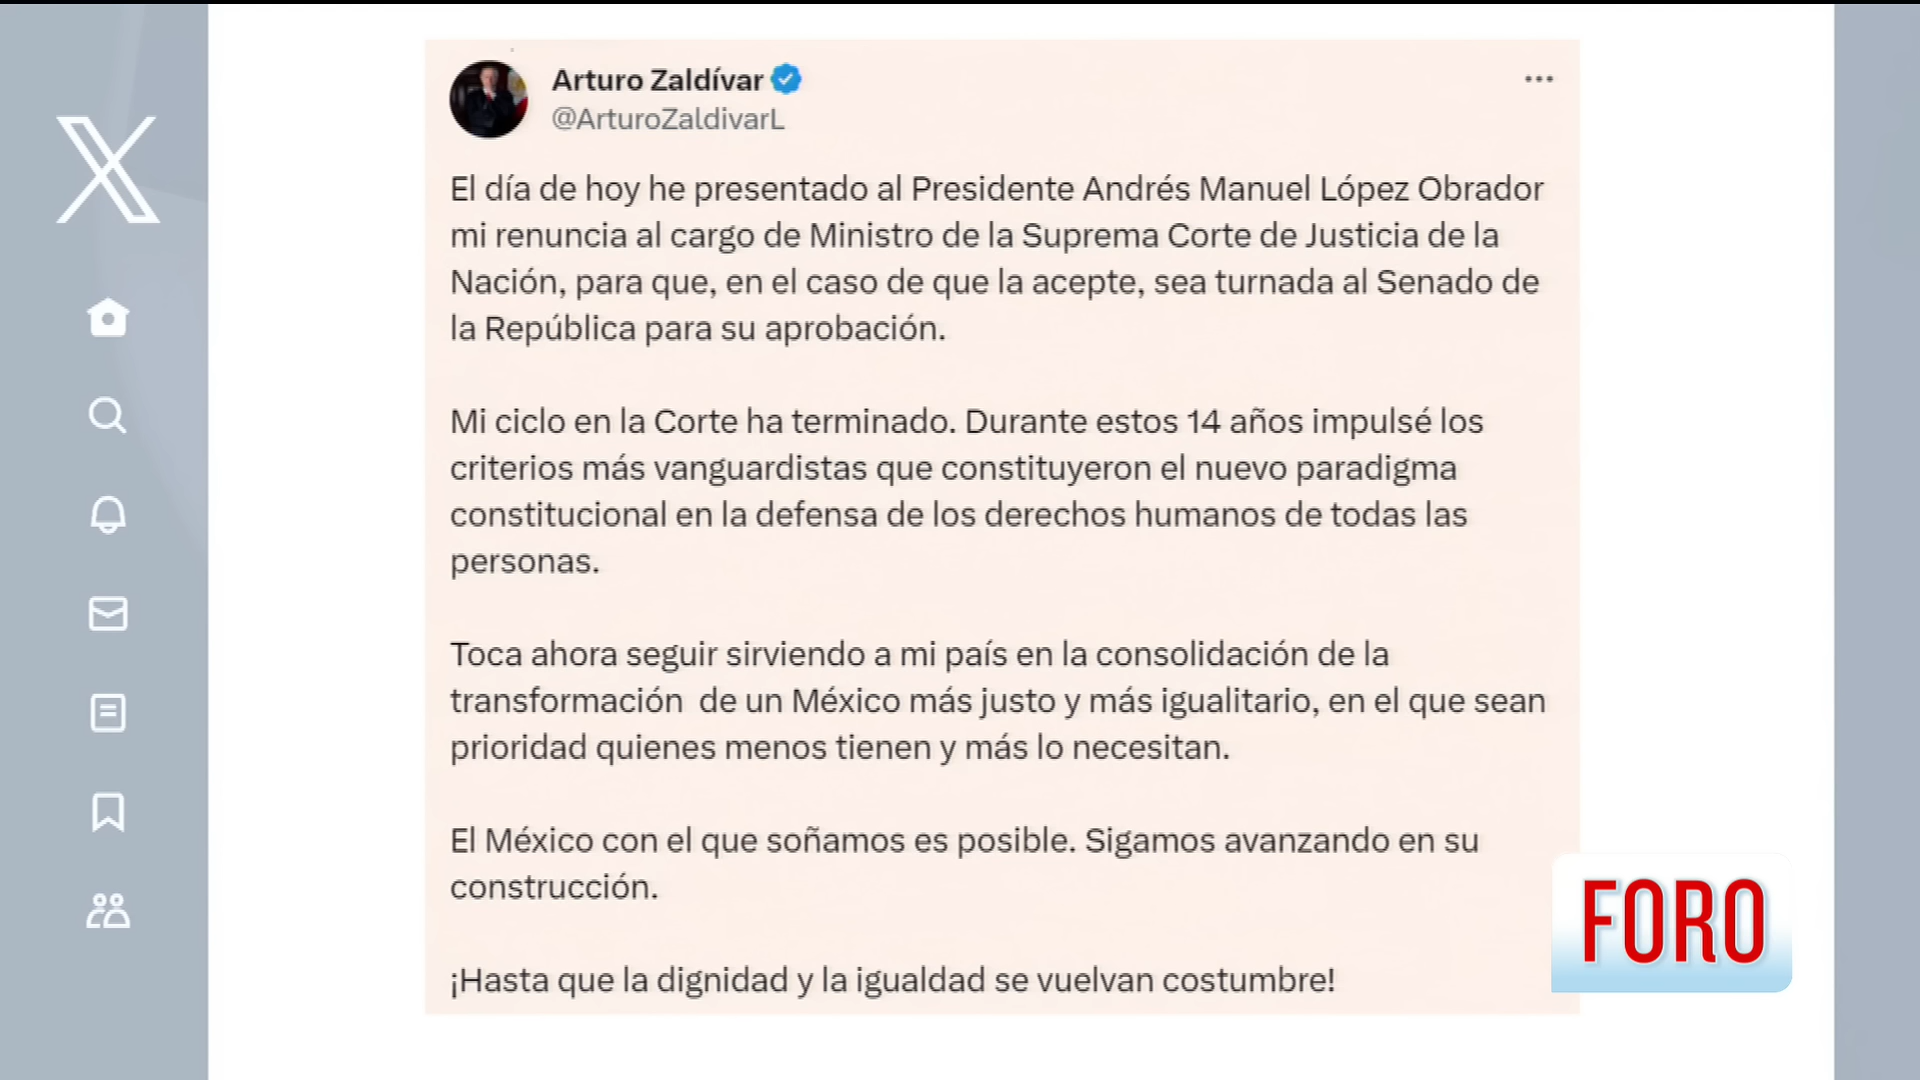 Arturo Zaldívar
@ArturoZaldivarL
El día de hoy he presentado al Presidente Andrés Manuel López Obrador
mi renuncia al cargo de Ministro de la Suprema Corte de Justicia de la
Nación, para que, en el caso de que la acepte, sea turnada al Senado de
la República para su aprobación.
Mi ciclo en la Corte ha terminado. Durante estos 14 años impulsé los
criterios más vanguardistas que constituyeron el nuevo paradigma
constitucional en la defensa de los derechos humanos de todas las
personas.
Toca ahora seguir sirviendo a mi país en la consolidación de la
transformación  de un México más justo y más igualitario, en el que sean
prioridad quienes menos tienen y más lo necesitan.
El México con el que soñamos es posible. Sigamos avanzando en su
construcción.
¡Hasta que la dignidad y la igualdad se vuelvan costumbre!
FORO